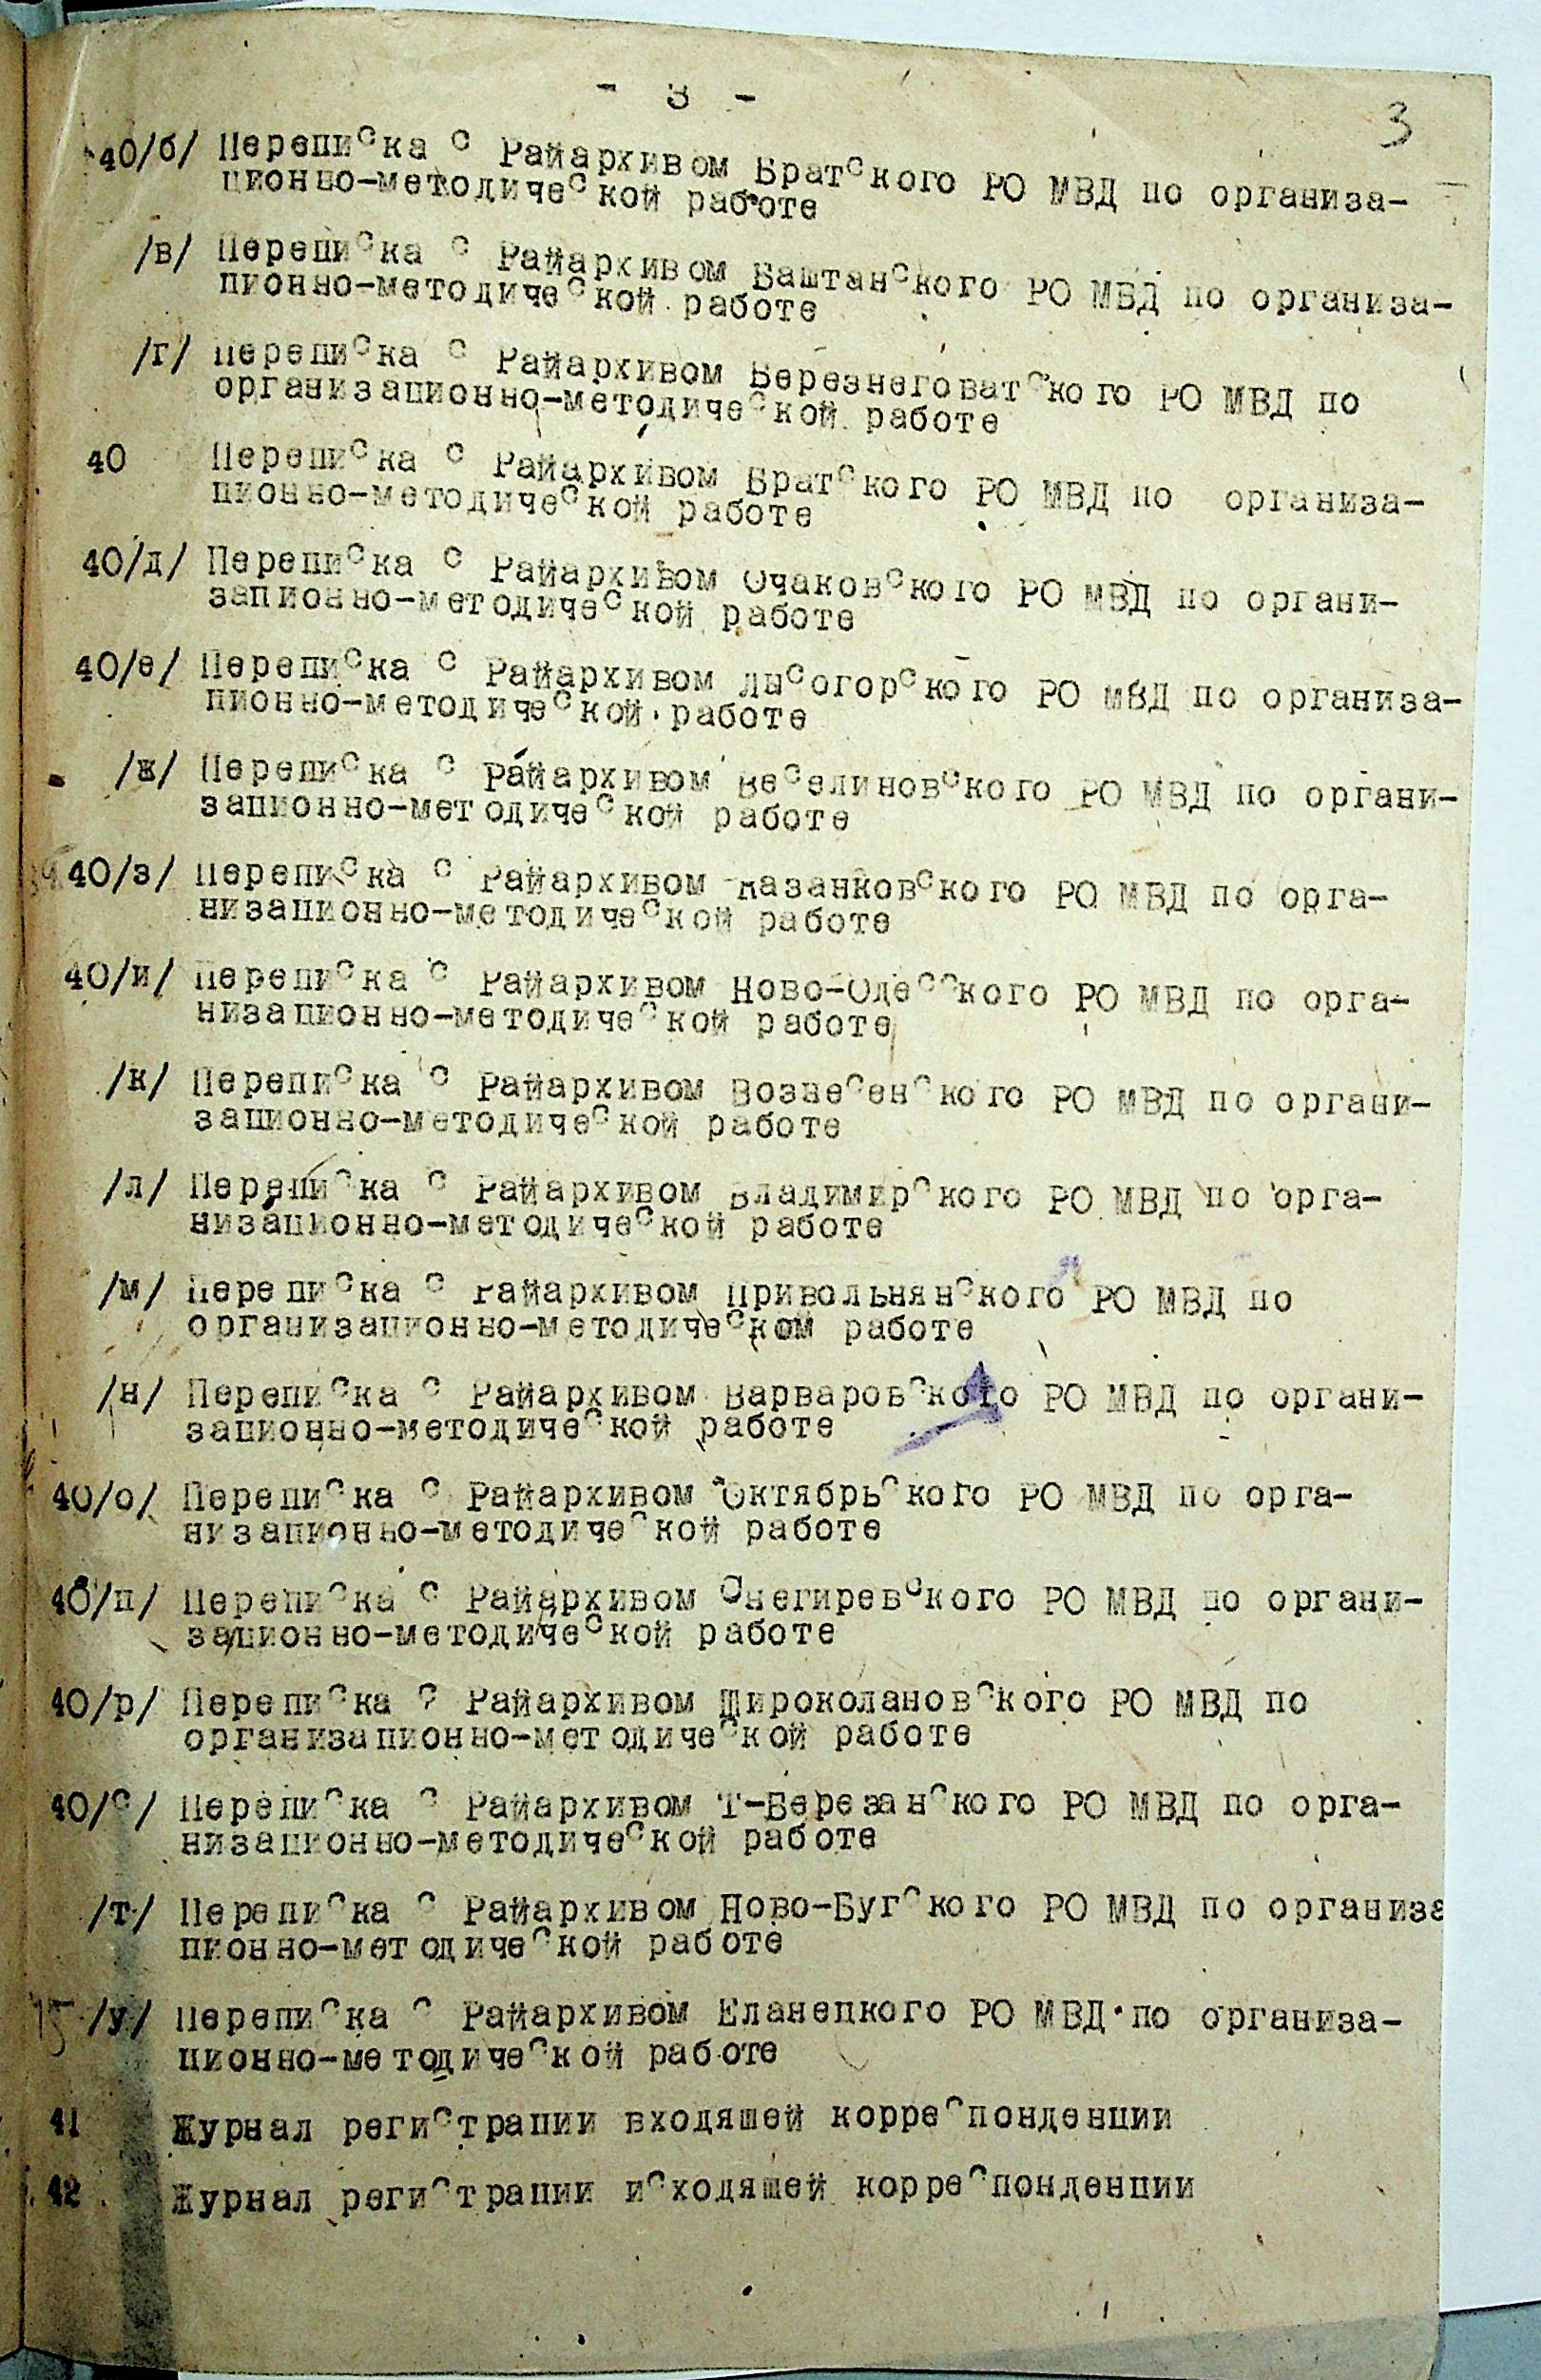 - 3 -
3
40/б/ Переписка с Райархивом Братского РО МВД по организа-
ционно-методической работе
/в/ Переписка с Райархивом Баштанского РО МВД по организа-
ционно-методической работе
/г/ Переписка с Райархивом Березнеговатского РО МВД по
организационно-методической работе
40 Переписка с Райархивом Братского РО МВД по организа-
ционно-методической работе
40/д/ Переписка с Райархивом Очаковского РО МВД по органи-
зационно-методической работе
40/е/ Переписка с Райархивом Лысогорского РО МВД по организа-
ционно-методической работе
/ж/ Переписка с Райархивом Веселиновского РО МВД по органи-
зационно-методической работе
40/з/ Переписка с Райархивом Казанковского РО МВД по орга-
низационно-методической работе
40/и/ Переписка с Райархивом Ново-Одесского РО МВД по орга-
низационно-методической работе
/к/ Переписка с Райархивом Вознесенского РО МВД по органи-
зационно-методической работе
/л/ Переписка с Райархивом Владимирского РО МВД по орга-
низационно-методической работе
/м/ Переписка с Райархивом Привольнянского РО МВД по
организационно-методической работе
/н/ Переписка с Райархивом Варваровского РО МВД по органи-
зационно-методической работе
40/о/ Переписка с Райархивом Октябрьского РО МВД по орга-
низационно-методической работе
40/п/ Переписка с Райархивом Снегиревского РО МВД по органи-
зационно-методической работе
40/р/ Переписка с Райархивом Широколановского РО МВД по
организационно-методической работе
40/с/ Переписка с Райархивом Т-Березанского РО МВД по орга-
низационно-методической работе
/т/ Переписка с Райархивом Ново-Бугского РО МВД по организа
ционно-методической работе
/у/ Переписка с Райархивом Еланецкого РО МВД по организа-
ционно-методической работе
41 Журнал регистрации входящей корреспонденции
42 Журнал регистрации исходящей корреспонденции